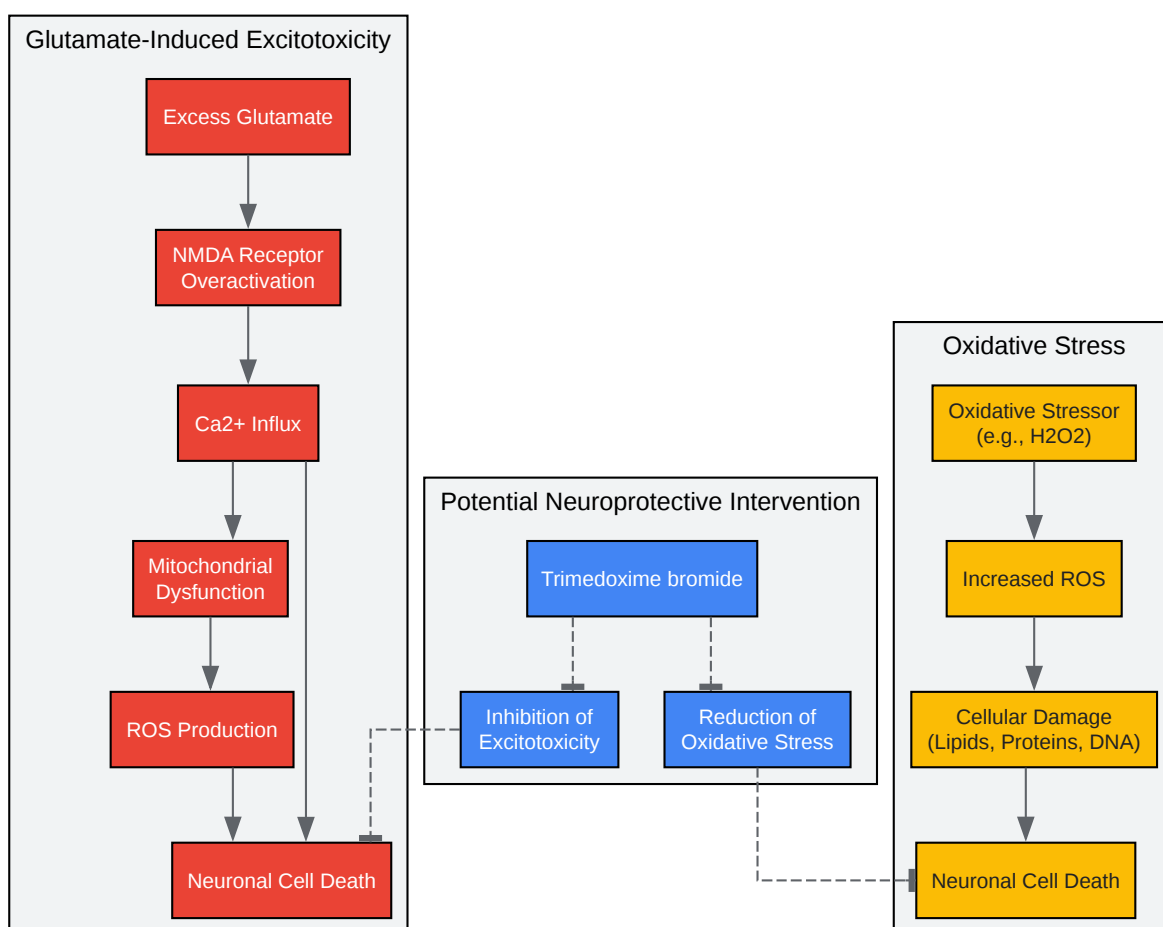 Glutamate-Induced Excitotoxicity
Excess Glutamate
NMDA Receptor
Overactivation
Ca2+ Influx
Mitochondrial
Dysfunction
ROS Production
Neuronal Cell Death
Potential Neuroprotective Intervention
Trimedoxime bromide
Inhibition of
Excitotoxicity
Reduction of
Oxidative Stress
Oxidative Stress
Oxidative Stressor
(e.g., H2O2)
Increased ROS
Cellular Damage
(Lipids, Proteins, DNA)
Neuronal Cell Death